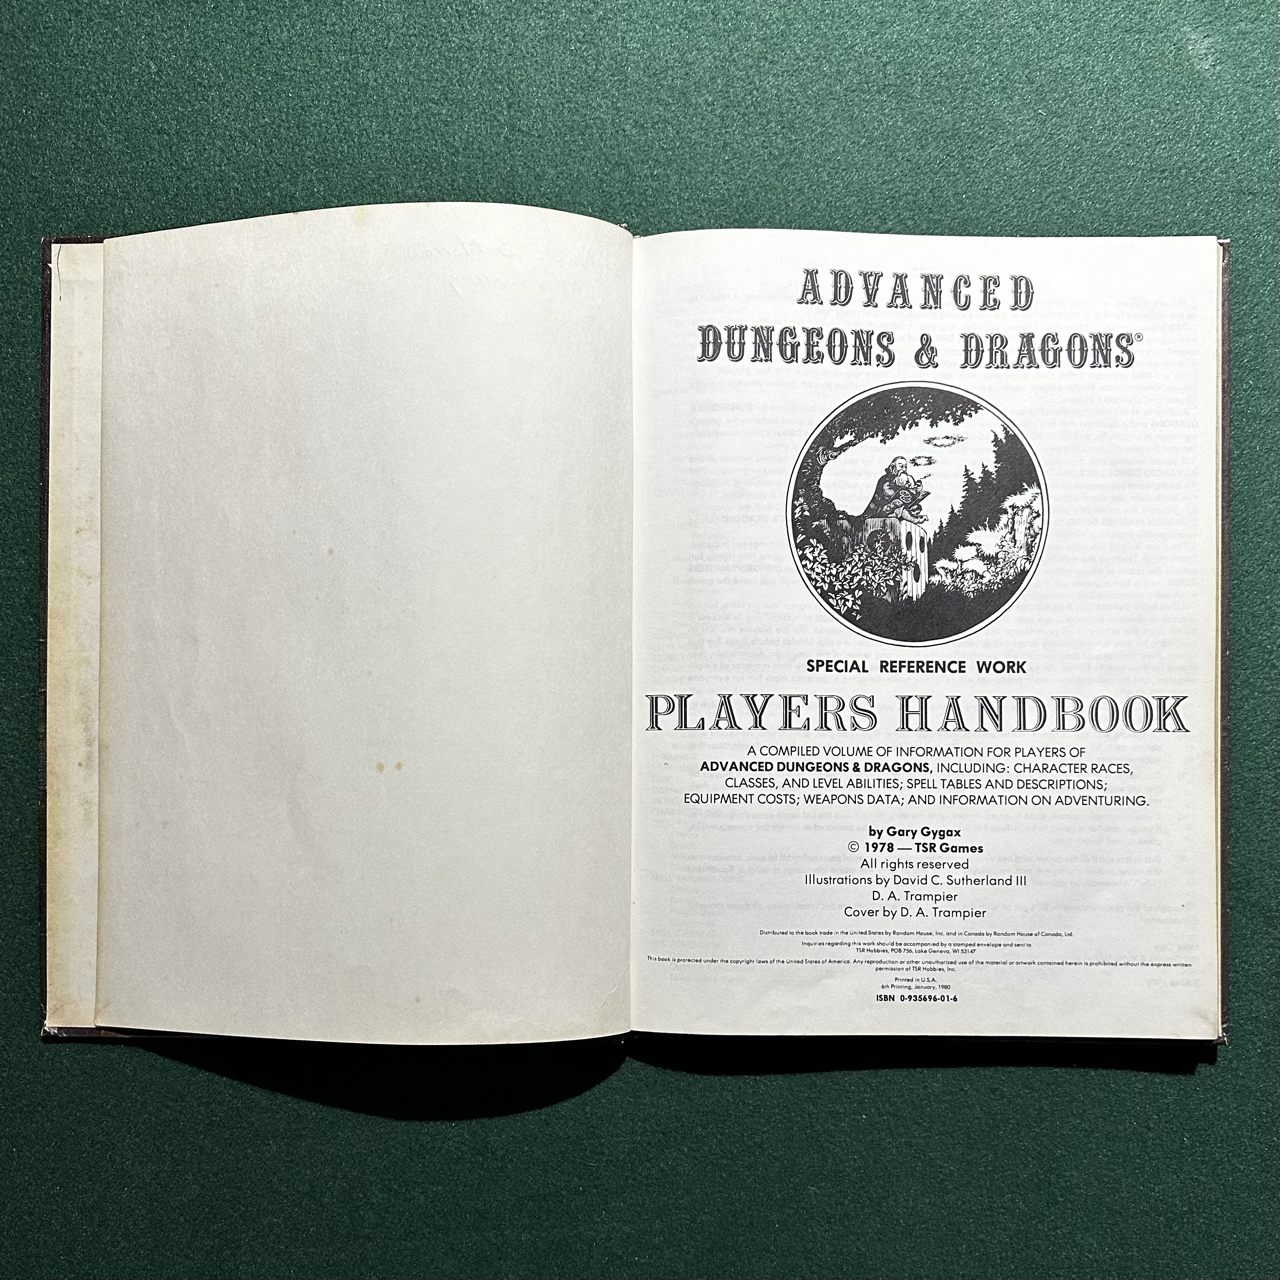 ADVANCED
DUNGEONS & DRAGONS®
SPECIAL REFERENCE WORK
PLAYERS HANDBOOK
A COMPILED VOLUME OF INFORMATION FOR PLAYERS OF
ADVANCED DUNGEONS & DRAGONS, INCLUDING: CHARACTER RACES,
CLASSES, AND LEVEL ABILITIES; SPELL TABLES AND DESCRIPTIONS;
EQUIPMENT COSTS; WEAPONS DATA; AND INFORMATION ON ADVENTURING.
by Gary Gygax
© 1978 — TSR Games
All rights reserved
Illustrations by David C. Sutherland III
D. A. Trampier
Cover by D. A. Trampier
Distributed to the book trade in the United States by Random House, Inc. and in Canada by Random House of Canada, Ltd.
Inquiries regarding this work should be accompanied by a stamped envelope and sent to
TSR Hobbies, POB 756, Lake Geneva, WI 53147
This book is protected under the copyright laws of the United States of America. Any reproduction or other unauthorized use of the material or artwork contained herein is prohibited without the express written
permission of TSR Hobbies, Inc.
Printed in U.S.A.
6th Printing, January, 1980
ISBN 0-935696-01-6